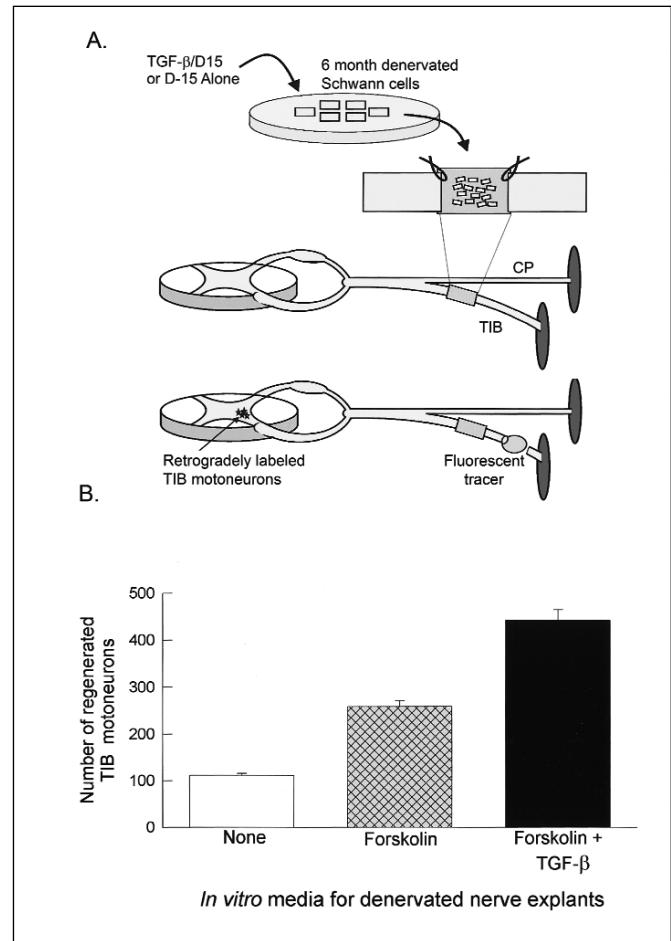 A.
TGF-β/D15
or D-15 Alone
6 month denervated
Schwann cells
CP
TIB
Retrogradely labeled
TIB motoneurons
Fluorescent
tracer
B.
Number of regenerated
TIB motoneurons
500
400
300
200
100
0
None
Forskolin
Forskolin +
TGF-β
In vitro media for denervated nerve explants